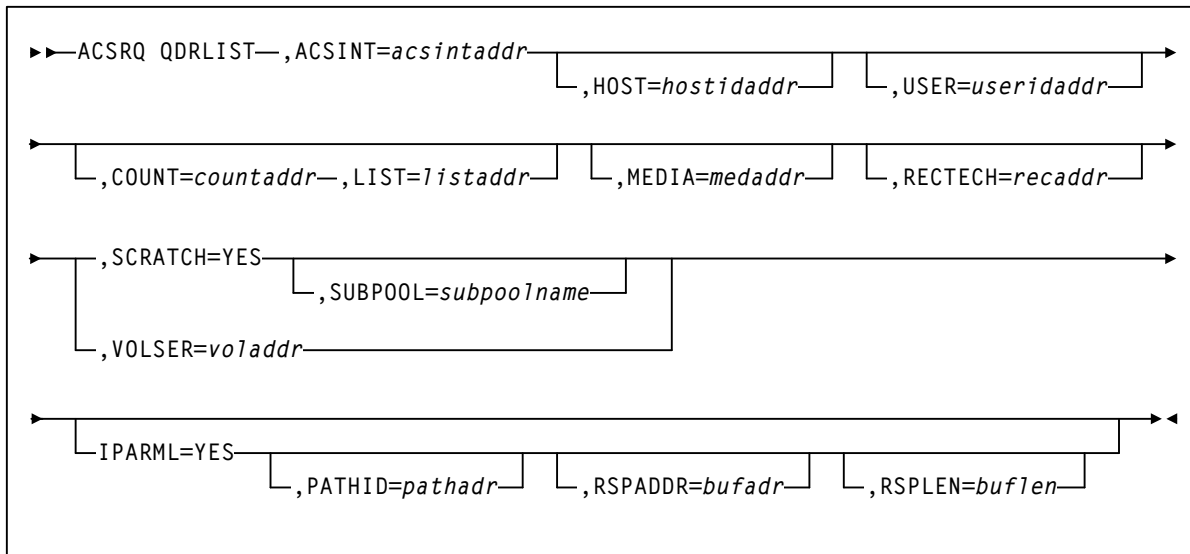 ACSRQ QDRLIST ,ACSINT=acsintaddr
,HOST=hostidaddr ,USER=useridaddr
,COUNT=countaddr ,LIST=listaddr ,MEDIA=medaddr ,RECTECH=recaddr
,SCRATCH=YES
,SUBPOOL=subpoolname
,VOLSER=voladdr
IPARML=YES
,PATHID=pathadr ,RSPADDR=bufadr ,RSPLEN=buflen